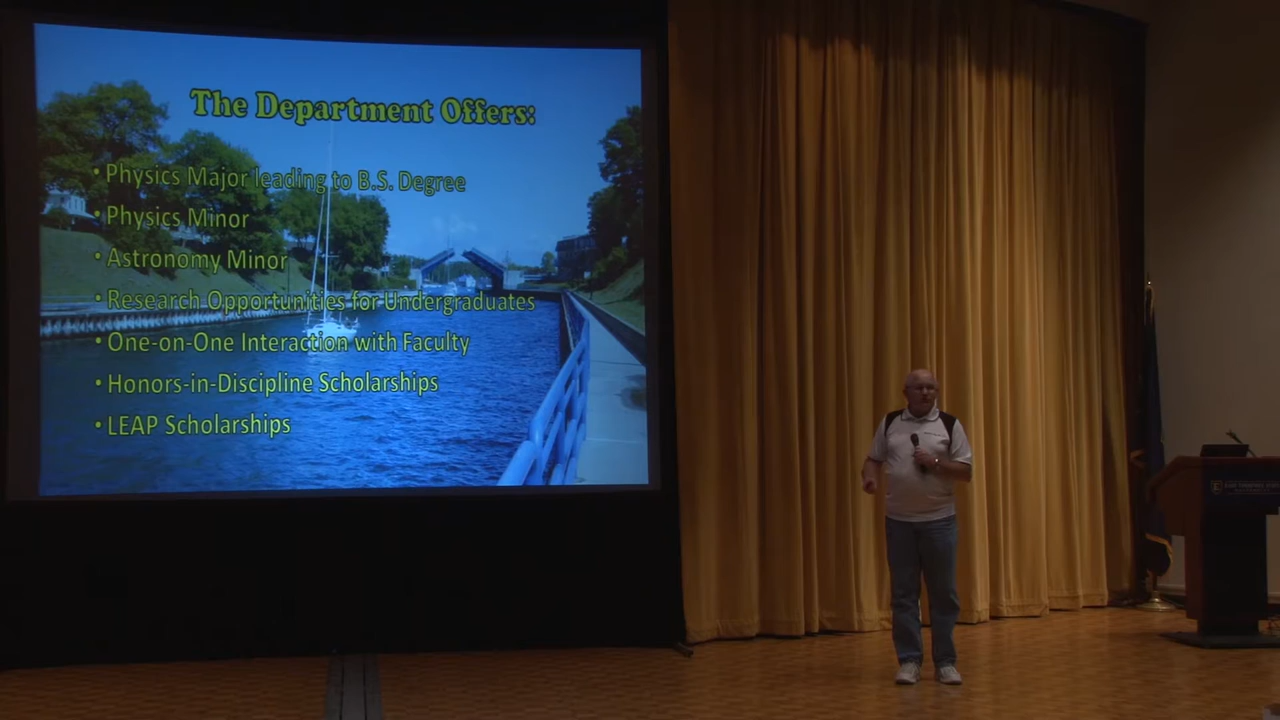 The Department Offers:
• Physics Major leading to B.S. Degree
• Physics Minor
• Astronomy Minor
• Research Opportunities for Undergraduates
• One-on-One Interaction with Faculty
• Honors-in-Discipline Scholarships
• LEAP Scholarships